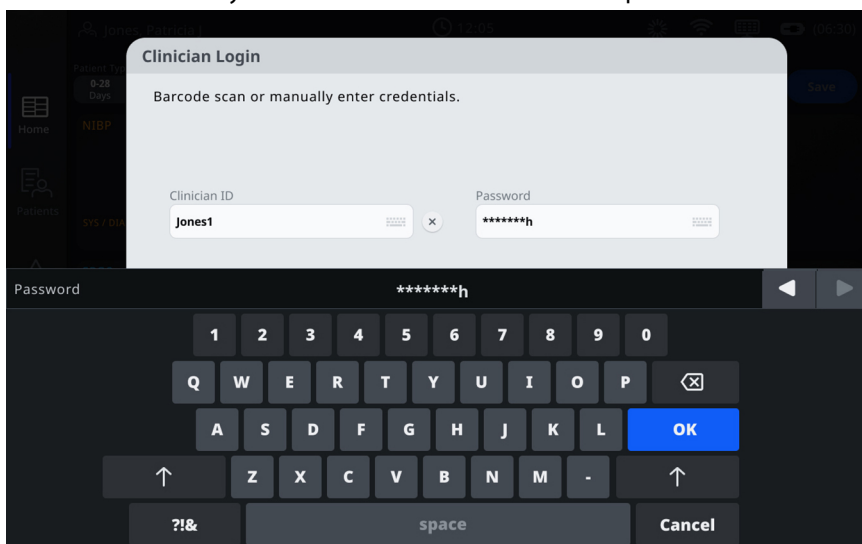 Jones, Patricia J 12:05 (06:30)
Clinician Login
Patient Type
0-28
Days
Barcode scan or manually enter credentials.
Save
Home
NIBP
Clinician ID Password
Patients
Jones1 *******h
SYS / DIA
Password *******h
1 2 3 4 5 6 7 8 9 0
Q W E R T Y U I O P
A S D F G H J K L OK
Z X C V B N M -
?!& space Cancel